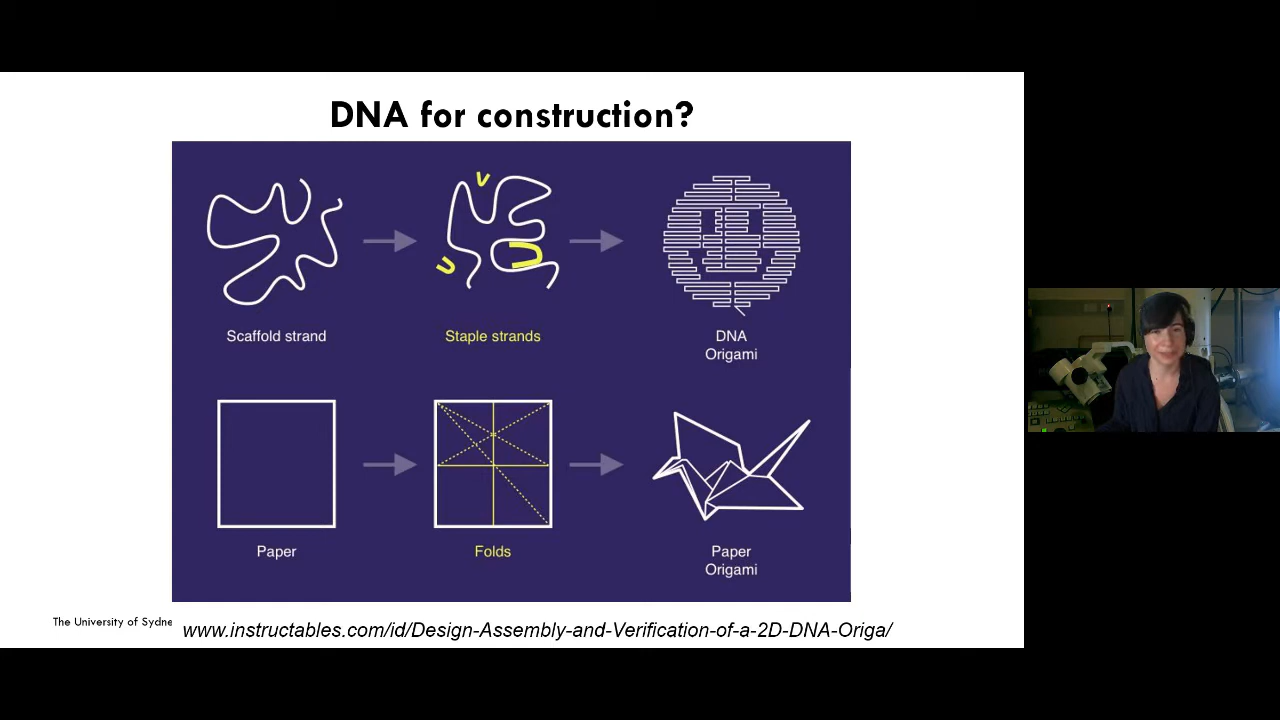 DNA for construction?
Scaffold strand
Staple strands
DNA
Origami
Paper
Folds
Paper
Origami
The University of Sydne
www.instructables.com/id/Design-Assembly-and-Verification-of-a-2D-DNA-Origa/